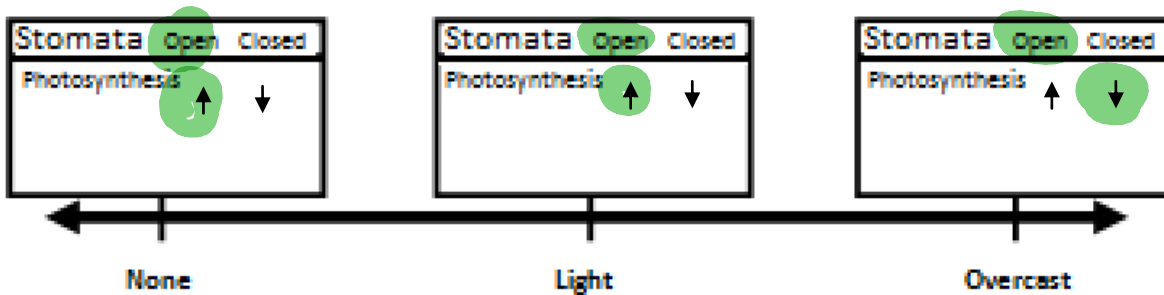 Stomata Open Closed
Photosynthesis ↑ ↓
Stomata Open Closed
Photosynthesis ↑ ↓
Stomata Open Closed
Photosynthesis ↑ ↓
None
Light
Overcast